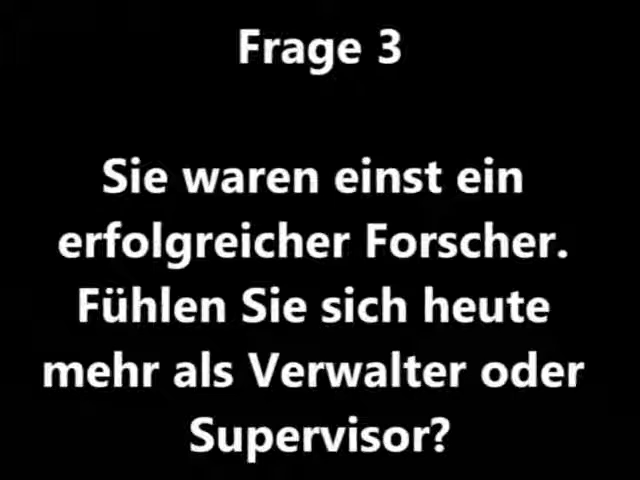 Frage 3
Sie waren einst ein
erfolgreicher Forscher.
Fühlen Sie sich heute
mehr als Verwalter oder
Supervisor?